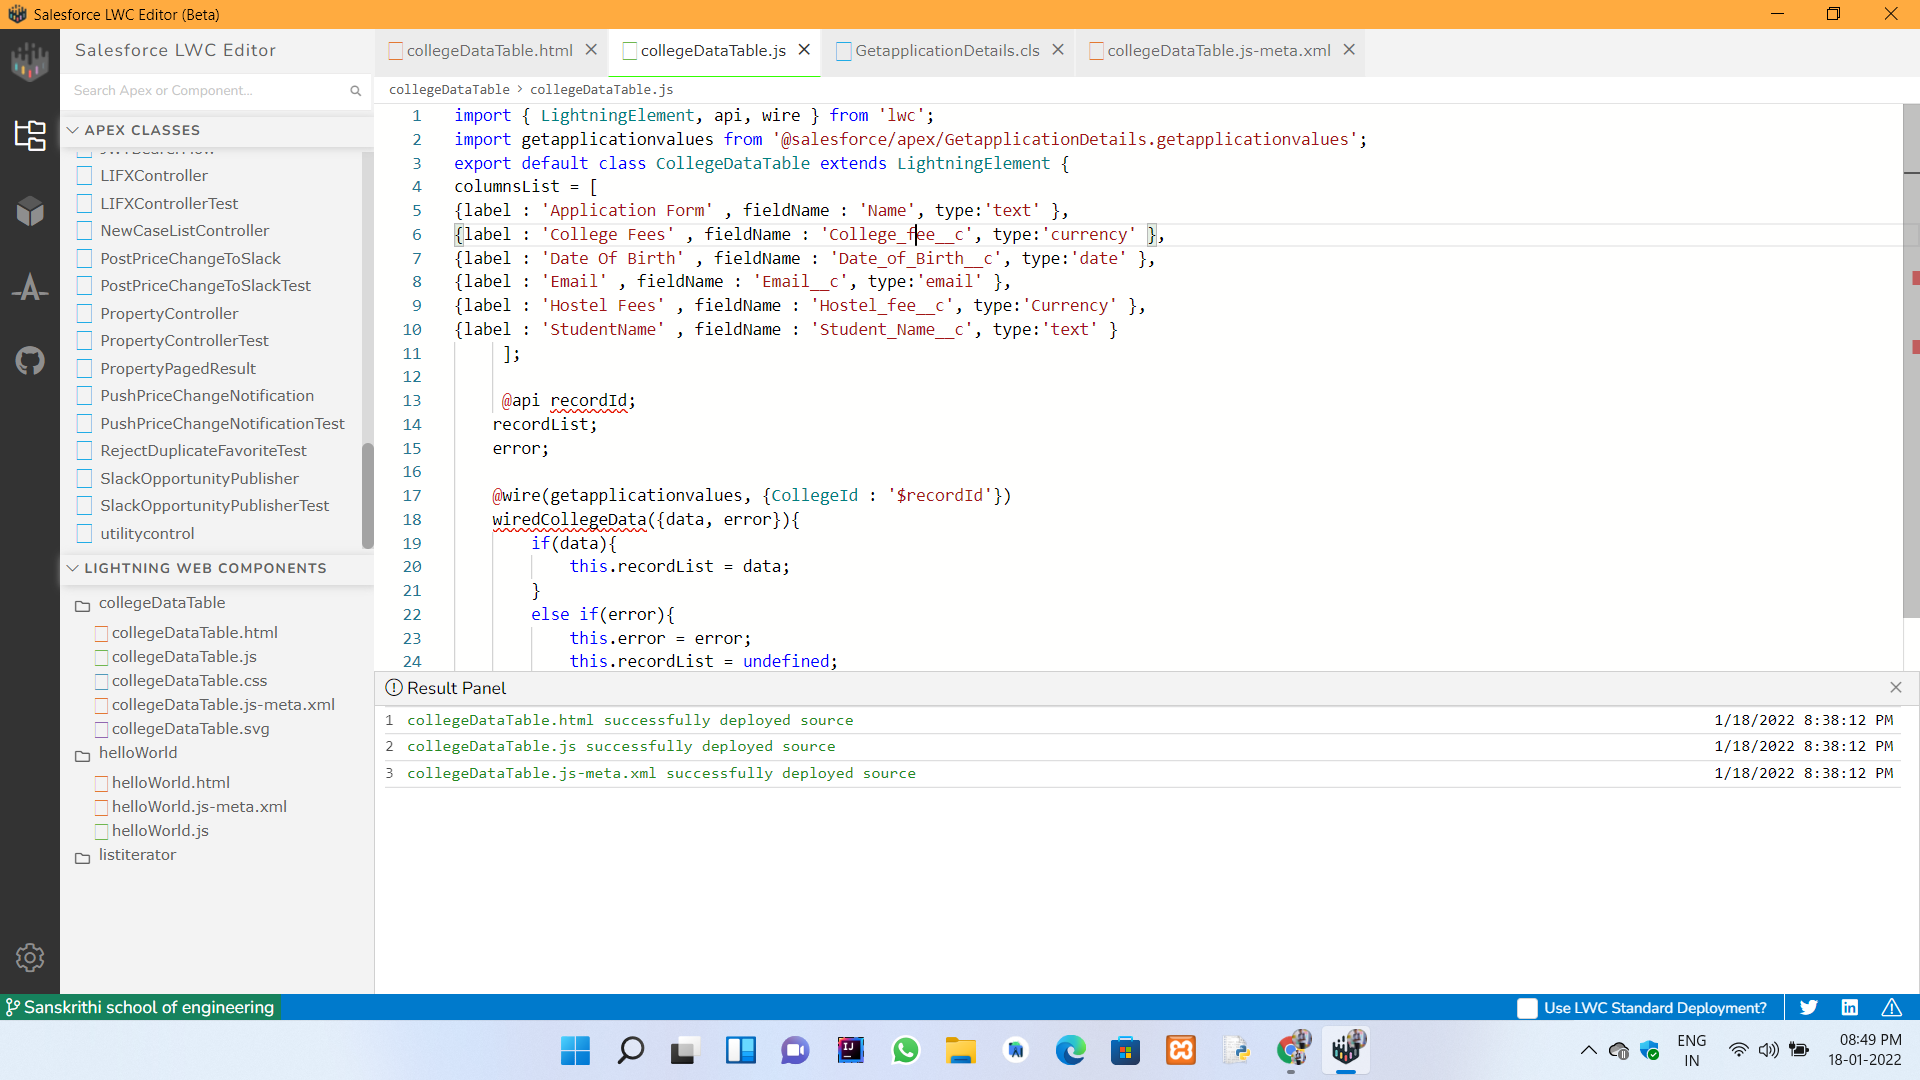 Salesforce LWC Editor (Beta)
Salesforce LWC Editor
Search Apex or Component...
APEX CLASSES
LIFXController
LIFXControllerTest
NewCaseListController
PostPriceChangeToSlack
PostPriceChangeToSlackTest
PropertyController
PropertyControllerTest
PropertyPagedResult
PushPriceChangeNotification
PushPriceChangeNotificationTest
RejectDuplicateFavoriteTest
SlackOpportunityPublisher
SlackOpportunityPublisherTest
utilitycontrol
LIGHTNING WEB COMPONENTS
collegeDataTable
collegeDataTable.html
collegeDataTable.js
collegeDataTable.css
collegeDataTable.js-meta.xml
collegeDataTable.svg
helloWorld
helloWorld.html
helloWorld.js-meta.xml
helloWorld.js
listiterator
collegeDataTable.html
collegeDataTable.js
GetapplicationDetails.cls
collegeDataTable.js-meta.xml
collegeDataTable > collegeDataTable.js
1 import { LightningElement, api, wire } from 'lwc';
2 import getapplicationvalues from '@salesforce/apex/GetapplicationDetails.getapplicationvalues';
3 export default class CollegeDataTable extends LightningElement {
4 columnsList = [
5 {label : 'Application Form' , fieldName : 'Name', type:'text' },
6 {label : 'College Fees' , fieldName : 'College_fee__c', type:'currency' },
7 {label : 'Date Of Birth' , fieldName : 'Date_of_Birth__c', type:'date' },
8 {label : 'Email' , fieldName : 'Email__c', type:'email' },
9 {label : 'Hostel Fees' , fieldName : 'Hostel_fee__c', type:'Currency' },
10 {label : 'StudentName' , fieldName : 'Student_Name__c', type:'text' }
11 ];
12
13 @api recordId;
14 recordList;
15 error;
16
17 @wire(getapplicationvalues, {CollegeId : '$recordId'})
18 wiredCollegeData({data, error}){
19 if(data){
20 this.recordList = data;
21 }
22 else if(error){
23 this.error = error;
24 this.recordList = undefined;
Result Panel
1 collegeDataTable.html successfully deployed source 1/18/2022 8:38:12 PM
2 collegeDataTable.js successfully deployed source 1/18/2022 8:38:12 PM
3 collegeDataTable.js-meta.xml successfully deployed source 1/18/2022 8:38:12 PM
Sanskrithi school of engineering
Use LWC Standard Deployment?
ENG
IN
08:49 PM
18-01-2022